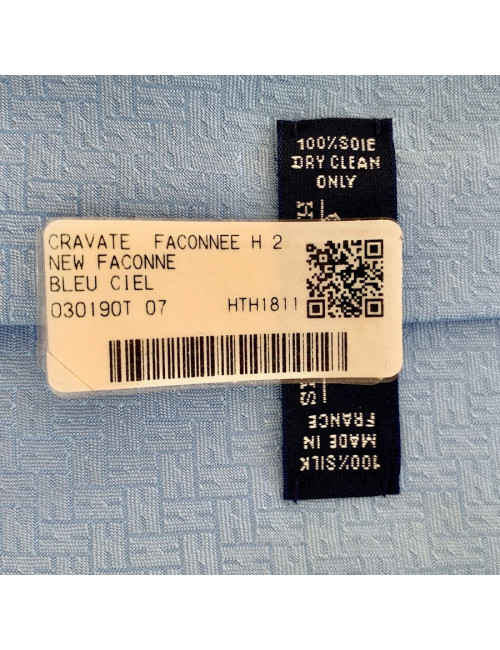 100%SOIE
DRY CLEAN
ONLY
CRAVATE FACONNEE H 2
NEW FACONNE
BLEU CIEL
030190T 07 HTH1811
MADE IN
FRANCE
100%SILK